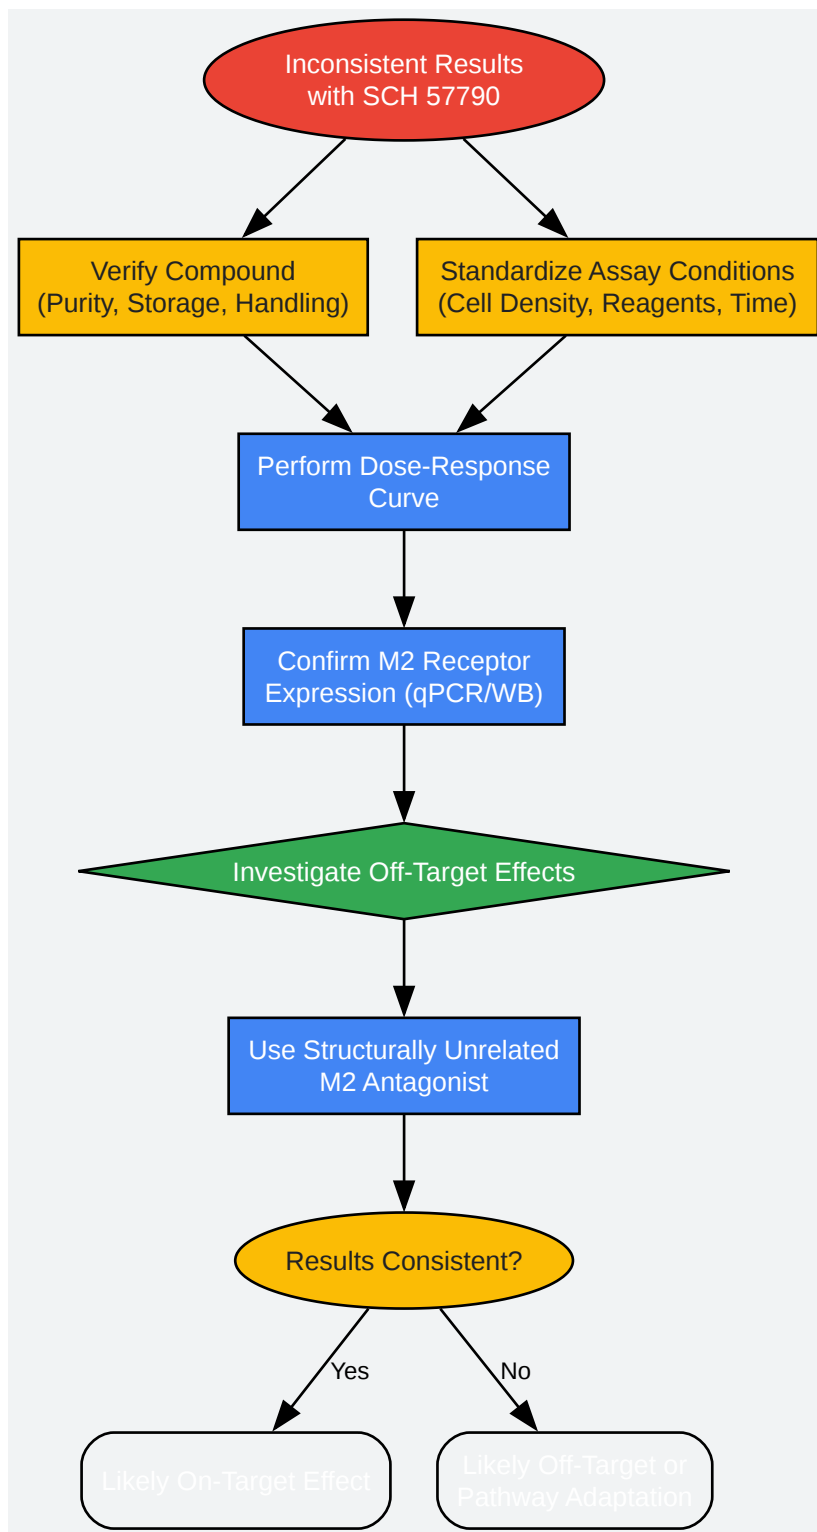 Inconsistent Results
with SCH 57790
Verify Compound
(Purity, Storage, Handling)
Standardize Assay Conditions
(Cell Density, Reagents, Time)
Perform Dose-Response
Curve
Confirm M2 Receptor
Expression (qPCR/WB)
Investigate Off-Target Effects
Use Structurally Unrelated
M2 Antagonist
Results Consistent?
Yes
No
Likely On-Target Effect
Likely Off-Target or
Pathway Adaptation